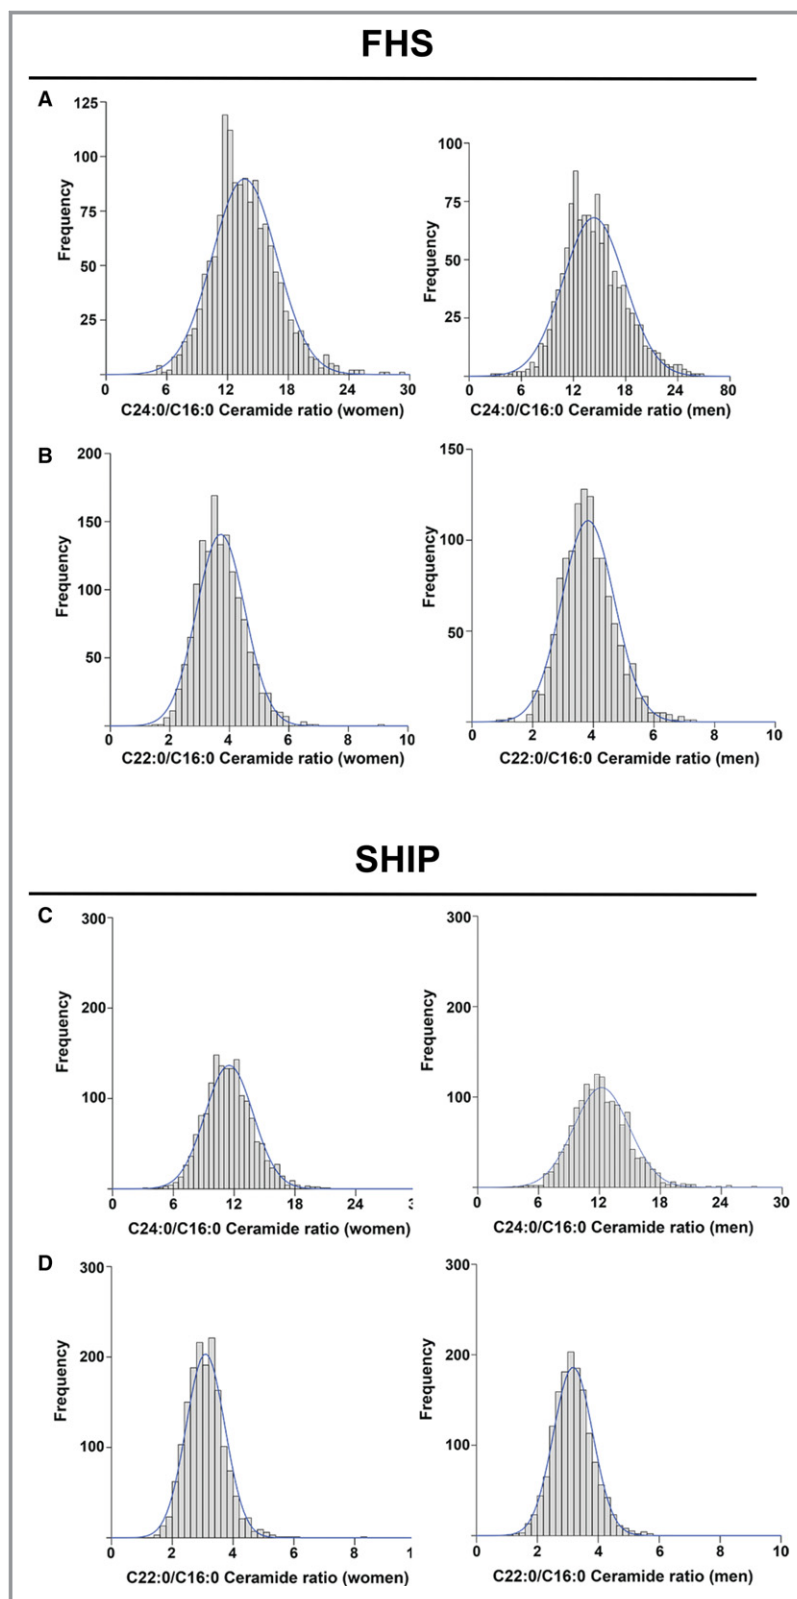 FHS
A
125
100
75
50
25
Frequency
0 6 12 18 24 30
C24:0/C16:0 Ceramide ratio (women)
100
75
50
25
Frequency
0 6 12 18 24 80
C24:0/C16:0 Ceramide ratio (men)
B
200
150
100
50
Frequency
0 2 4 6 8 10
C22:0/C16:0 Ceramide ratio (women)
150
100
50
Frequency
0 2 4 6 8 10
C22:0/C16:0 Ceramide ratio (men)
SHIP
C
300
200
100
Frequency
0 6 12 18 24
C24:0/C16:0 Ceramide ratio (women)
300
200
100
Frequency
0 6 12 18 24 30
C24:0/C16:0 Ceramide ratio (men)
D
300
200
100
Frequency
0 2 4 6 8 1
C22:0/C16:0 Ceramide ratio (women)
300
200
100
Frequency
0 2 4 6 8 10
C22:0/C16:0 Ceramide ratio (men)